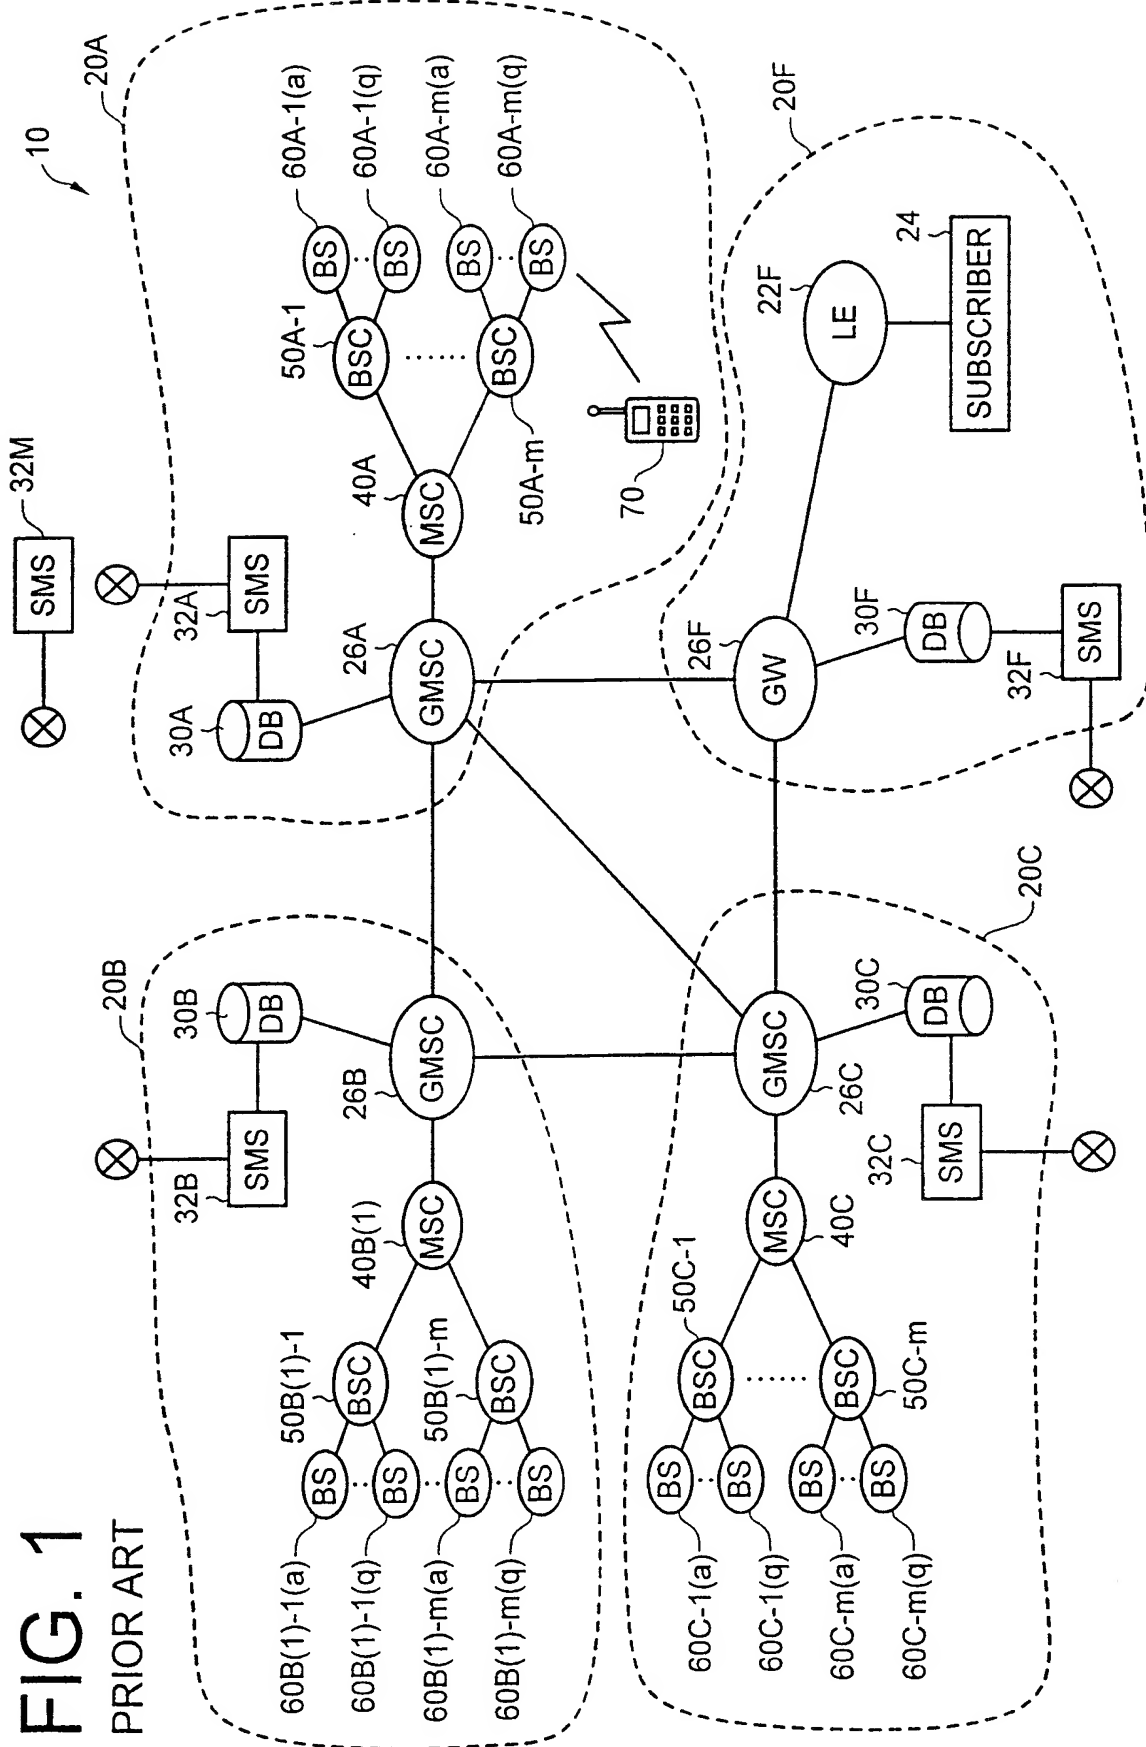 FIG. 1
PRIOR ART
10
20B
32B
SMS
30B
DB
26B
GMSC
40B(1)
MSC
50B(1)-1
BSC
50B(1)-m
BSC
BS
BS
BS
BS
60B(1)-1(a)
60B(1)-1(q)
60B(1)-m(a)
60B(1)-m(q)
SMS
32M
20A
32A
SMS
30A
DB
26A
GMSC
40A
MSC
50A-1
BSC
BSC
50A-m
BS
BS
BS
BS
60A-1(a)
60A-1(q)
60A-m(a)
60A-m(q)
70
20C
60C-1(a)
60C-1(q)
60C-m(a)
60C-m(q)
BS
BS
BS
BS
50C-1
BSC
BSC
50C-m
MSC
40C
GMSC
26C
30C
DB
32C
SMS
20F
26F
GW
30F
DB
32F
SMS
22F
LE
24
SUBSCRIBER